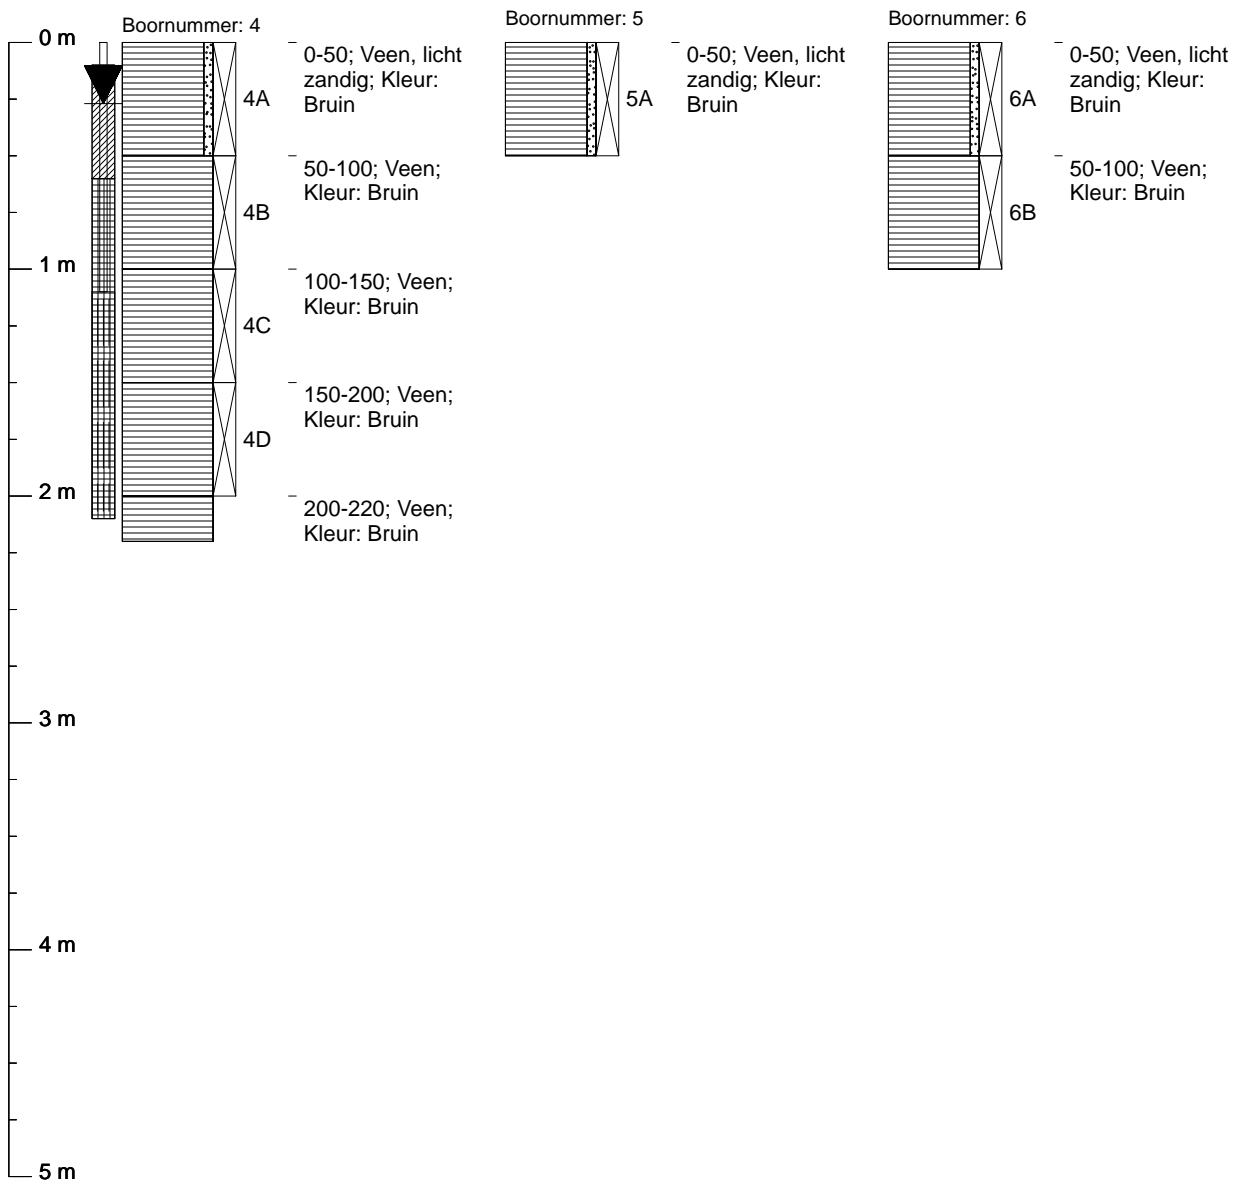 Boornummer: 4
0-50; Veen, licht
zandig; Kleur:
Bruin
4A
50-100; Veen;
Kleur: Bruin
4B
100-150; Veen;
Kleur: Bruin
4C
150-200; Veen;
Kleur: Bruin
4D
200-220; Veen;
Kleur: Bruin
Boornummer: 5
0-50; Veen, licht
zandig; Kleur:
Bruin
5A
Boornummer: 6
0-50; Veen, licht
zandig; Kleur:
Bruin
6A
50-100; Veen;
Kleur: Bruin
6B
0 m
1 m
2 m
3 m
4 m
5 m